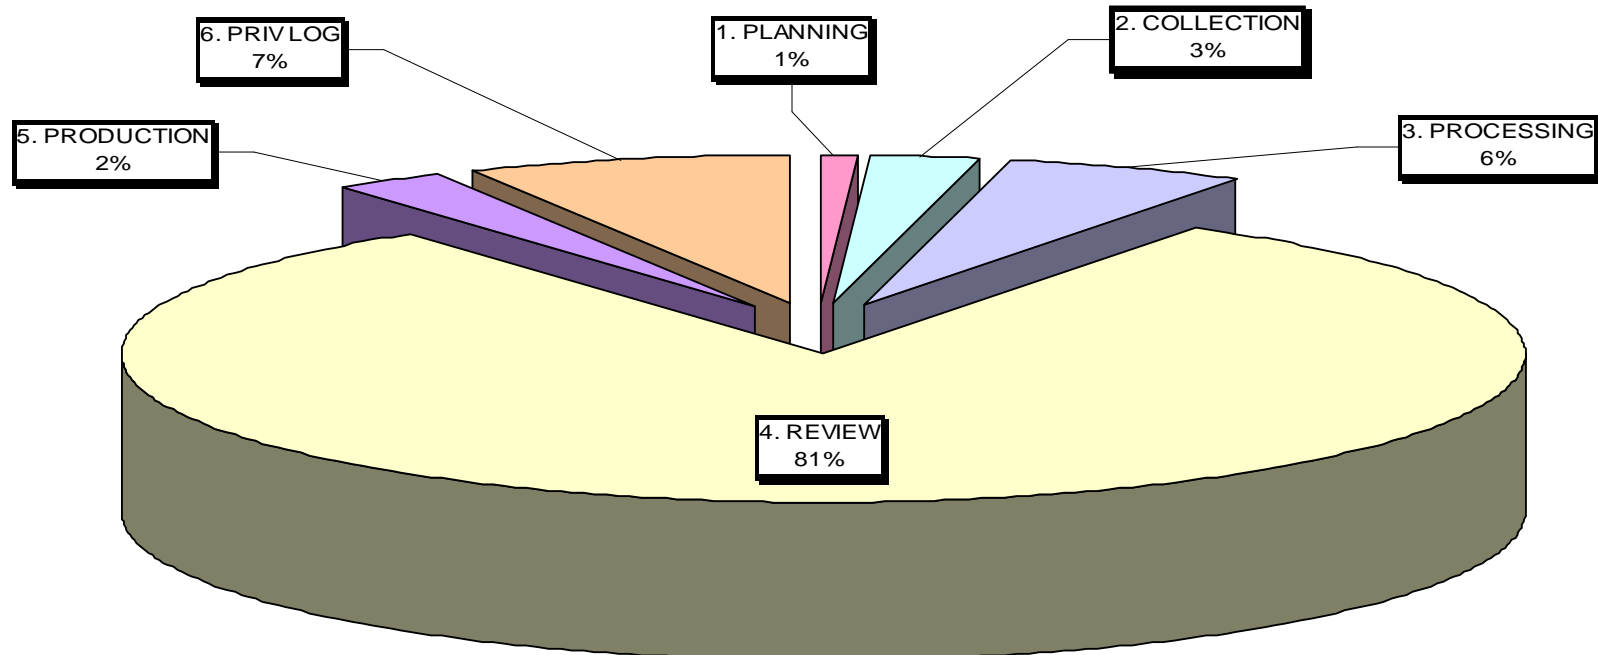 6. PRIV LOG
7%
1. PLANNING
1%
2. COLLECTION
3%
5. PRODUCTION
2%
3. PROCESSING
6%
4. REVIEW
81%